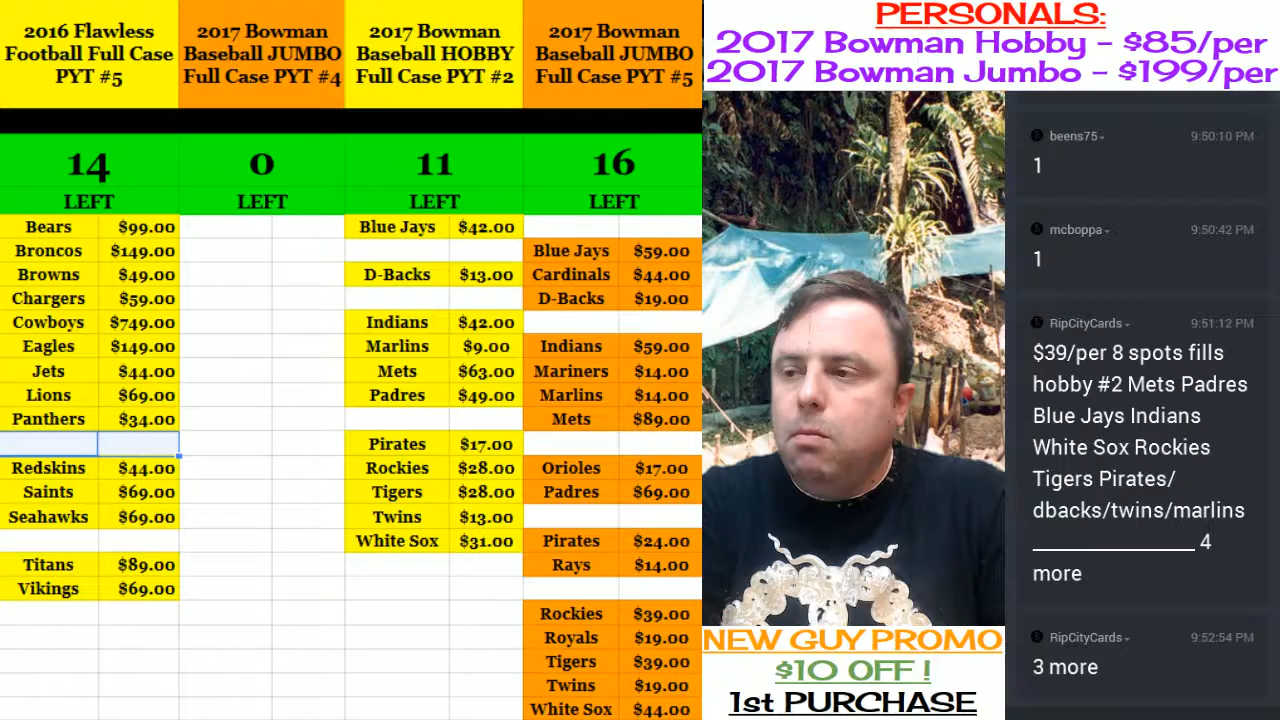 2016 Flawless
Football Full Case
PYT #5
2017 Bowman
Baseball JUMBO
Full Case PYT #4
2017 Bowman
Baseball HOBBY
Full Case PYT #2
2017 Bowman
Baseball JUMBO
Full Case PYT #5
14
LEFT
0
LEFT
11
LEFT
16
LEFT
Bears $99.00
Broncos $149.00
Browns $49.00
Chargers $59.00
Cowboys $749.00
Eagles $149.00
Jets $44.00
Lions $69.00
Panthers $34.00
Redskins $44.00
Saints $69.00
Seahawks $69.00
Titans $89.00
Vikings $69.00
Blue Jays $42.00
D-Backs $13.00
Indians $42.00
Marlins $9.00
Mets $63.00
Padres $49.00
Pirates $17.00
Rockies $28.00
Tigers $28.00
Twins $13.00
White Sox $31.00
Blue Jays $59.00
Cardinals $44.00
D-Backs $19.00
Indians $59.00
Mariners $14.00
Marlins $14.00
Mets $89.00
Orioles $17.00
Padres $69.00
Pirates $24.00
Rays $14.00
Rockies $39.00
Royals $19.00
Tigers $39.00
Twins $19.00
White Sox $44.00
PERSONALS:
2017 Bowman Hobby - $85/per
2017 Bowman Jumbo - $199/per
NEW GUY PROMO
$10 OFF !
1st PURCHASE
beens75 9:50:10 PM
1
mcboppa 9:50:42 PM
1
RipCityCards 9:51:12 PM
$39/per 8 spots fills
hobby #2 Mets Padres
Blue Jays Indians
White Sox Rockies
Tigers Pirates/
dbacks/twins/marlins
_______________ 4
more
RipCityCards 9:52:54 PM
3 more